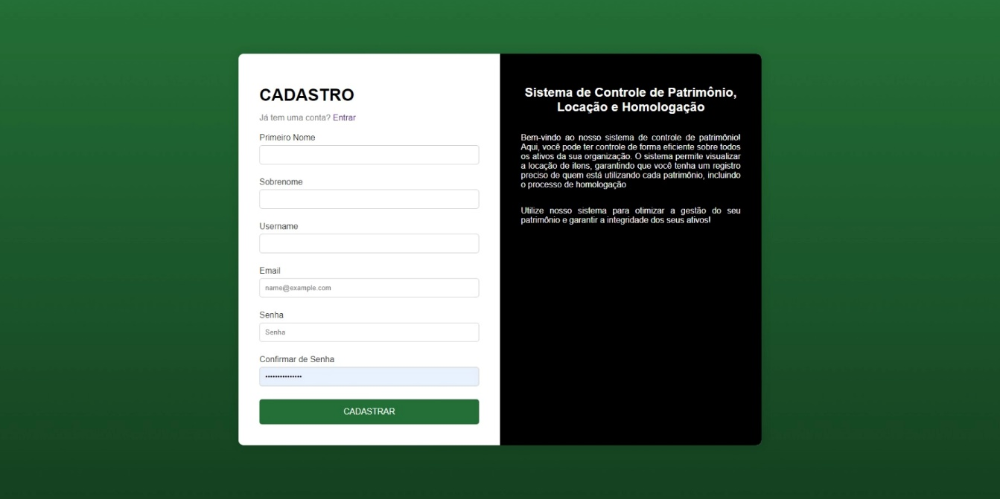 CADASTRO
Já tem uma conta? Entrar
Primeiro Nome
Sobrenome
Username
Email
name@example.com
Senha
Senha
Confirmar de Senha
•••••••••••••••
CADASTRAR
Sistema de Controle de Patrimônio,
Locação e Homologação
Bem-vindo ao nosso sistema de controle de patrimônio!
Aqui, você pode ter controle de forma eficiente sobre todos
os ativos da sua organização. O sistema permite visualizar
a locação de itens, garantindo que você tenha um registro
preciso de quem está utilizando cada patrimônio, incluindo
o processo de homologação
Utilize nosso sistema para otimizar a gestão do seu
patrimônio e garantir a integridade dos seus ativos!